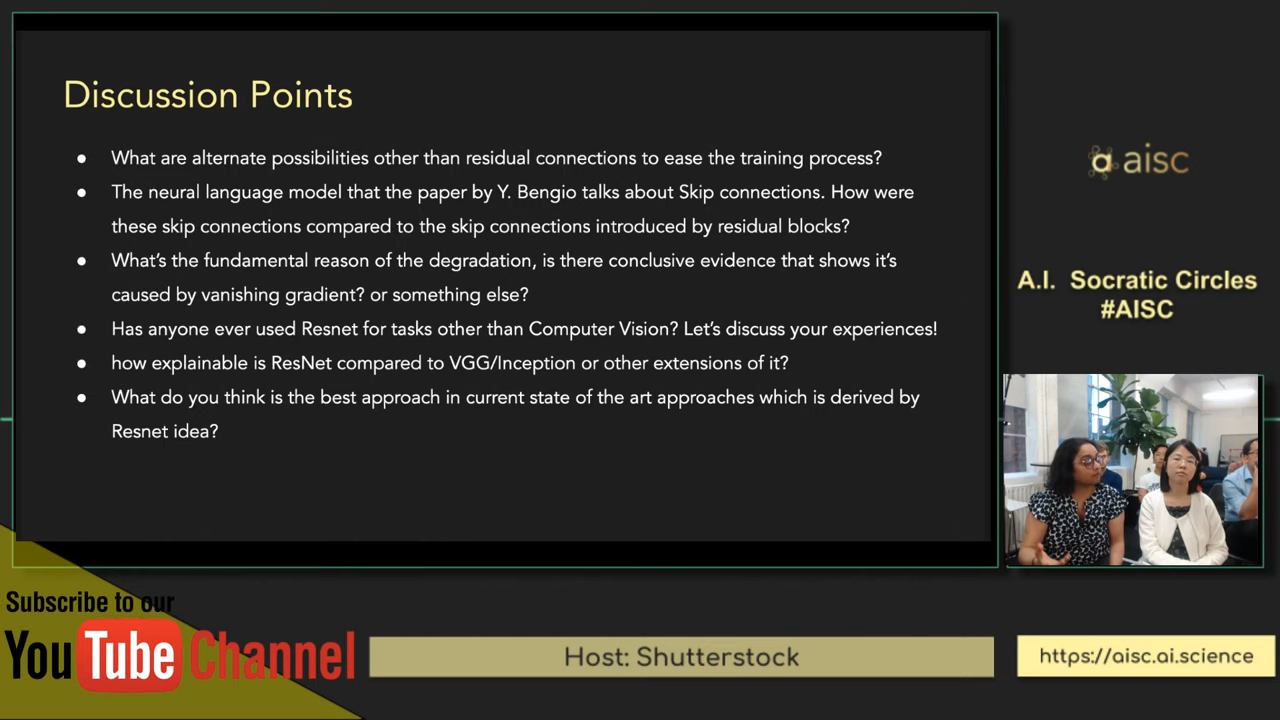 Discussion Points
● What are alternate possibilities other than residual connections to ease the training process?
● The neural language model that the paper by Y. Bengio talks about Skip connections. How were
these skip connections compared to the skip connections introduced by residual blocks?
● What's the fundamental reason of the degradation, is there conclusive evidence that shows it's
caused by vanishing gradient? or something else?
● Has anyone ever used Resnet for tasks other than Computer Vision? Let's discuss your experiences!
● how explainable is ResNet compared to VGG/Inception or other extensions of it?
● What do you think is the best approach in current state of the art approaches which is derived by
Resnet idea?
aisc
A.I. Socratic Circles
#AISC
Subscribe to our
YouTube Channel
Host: Shutterstock
https://aisc.ai.science